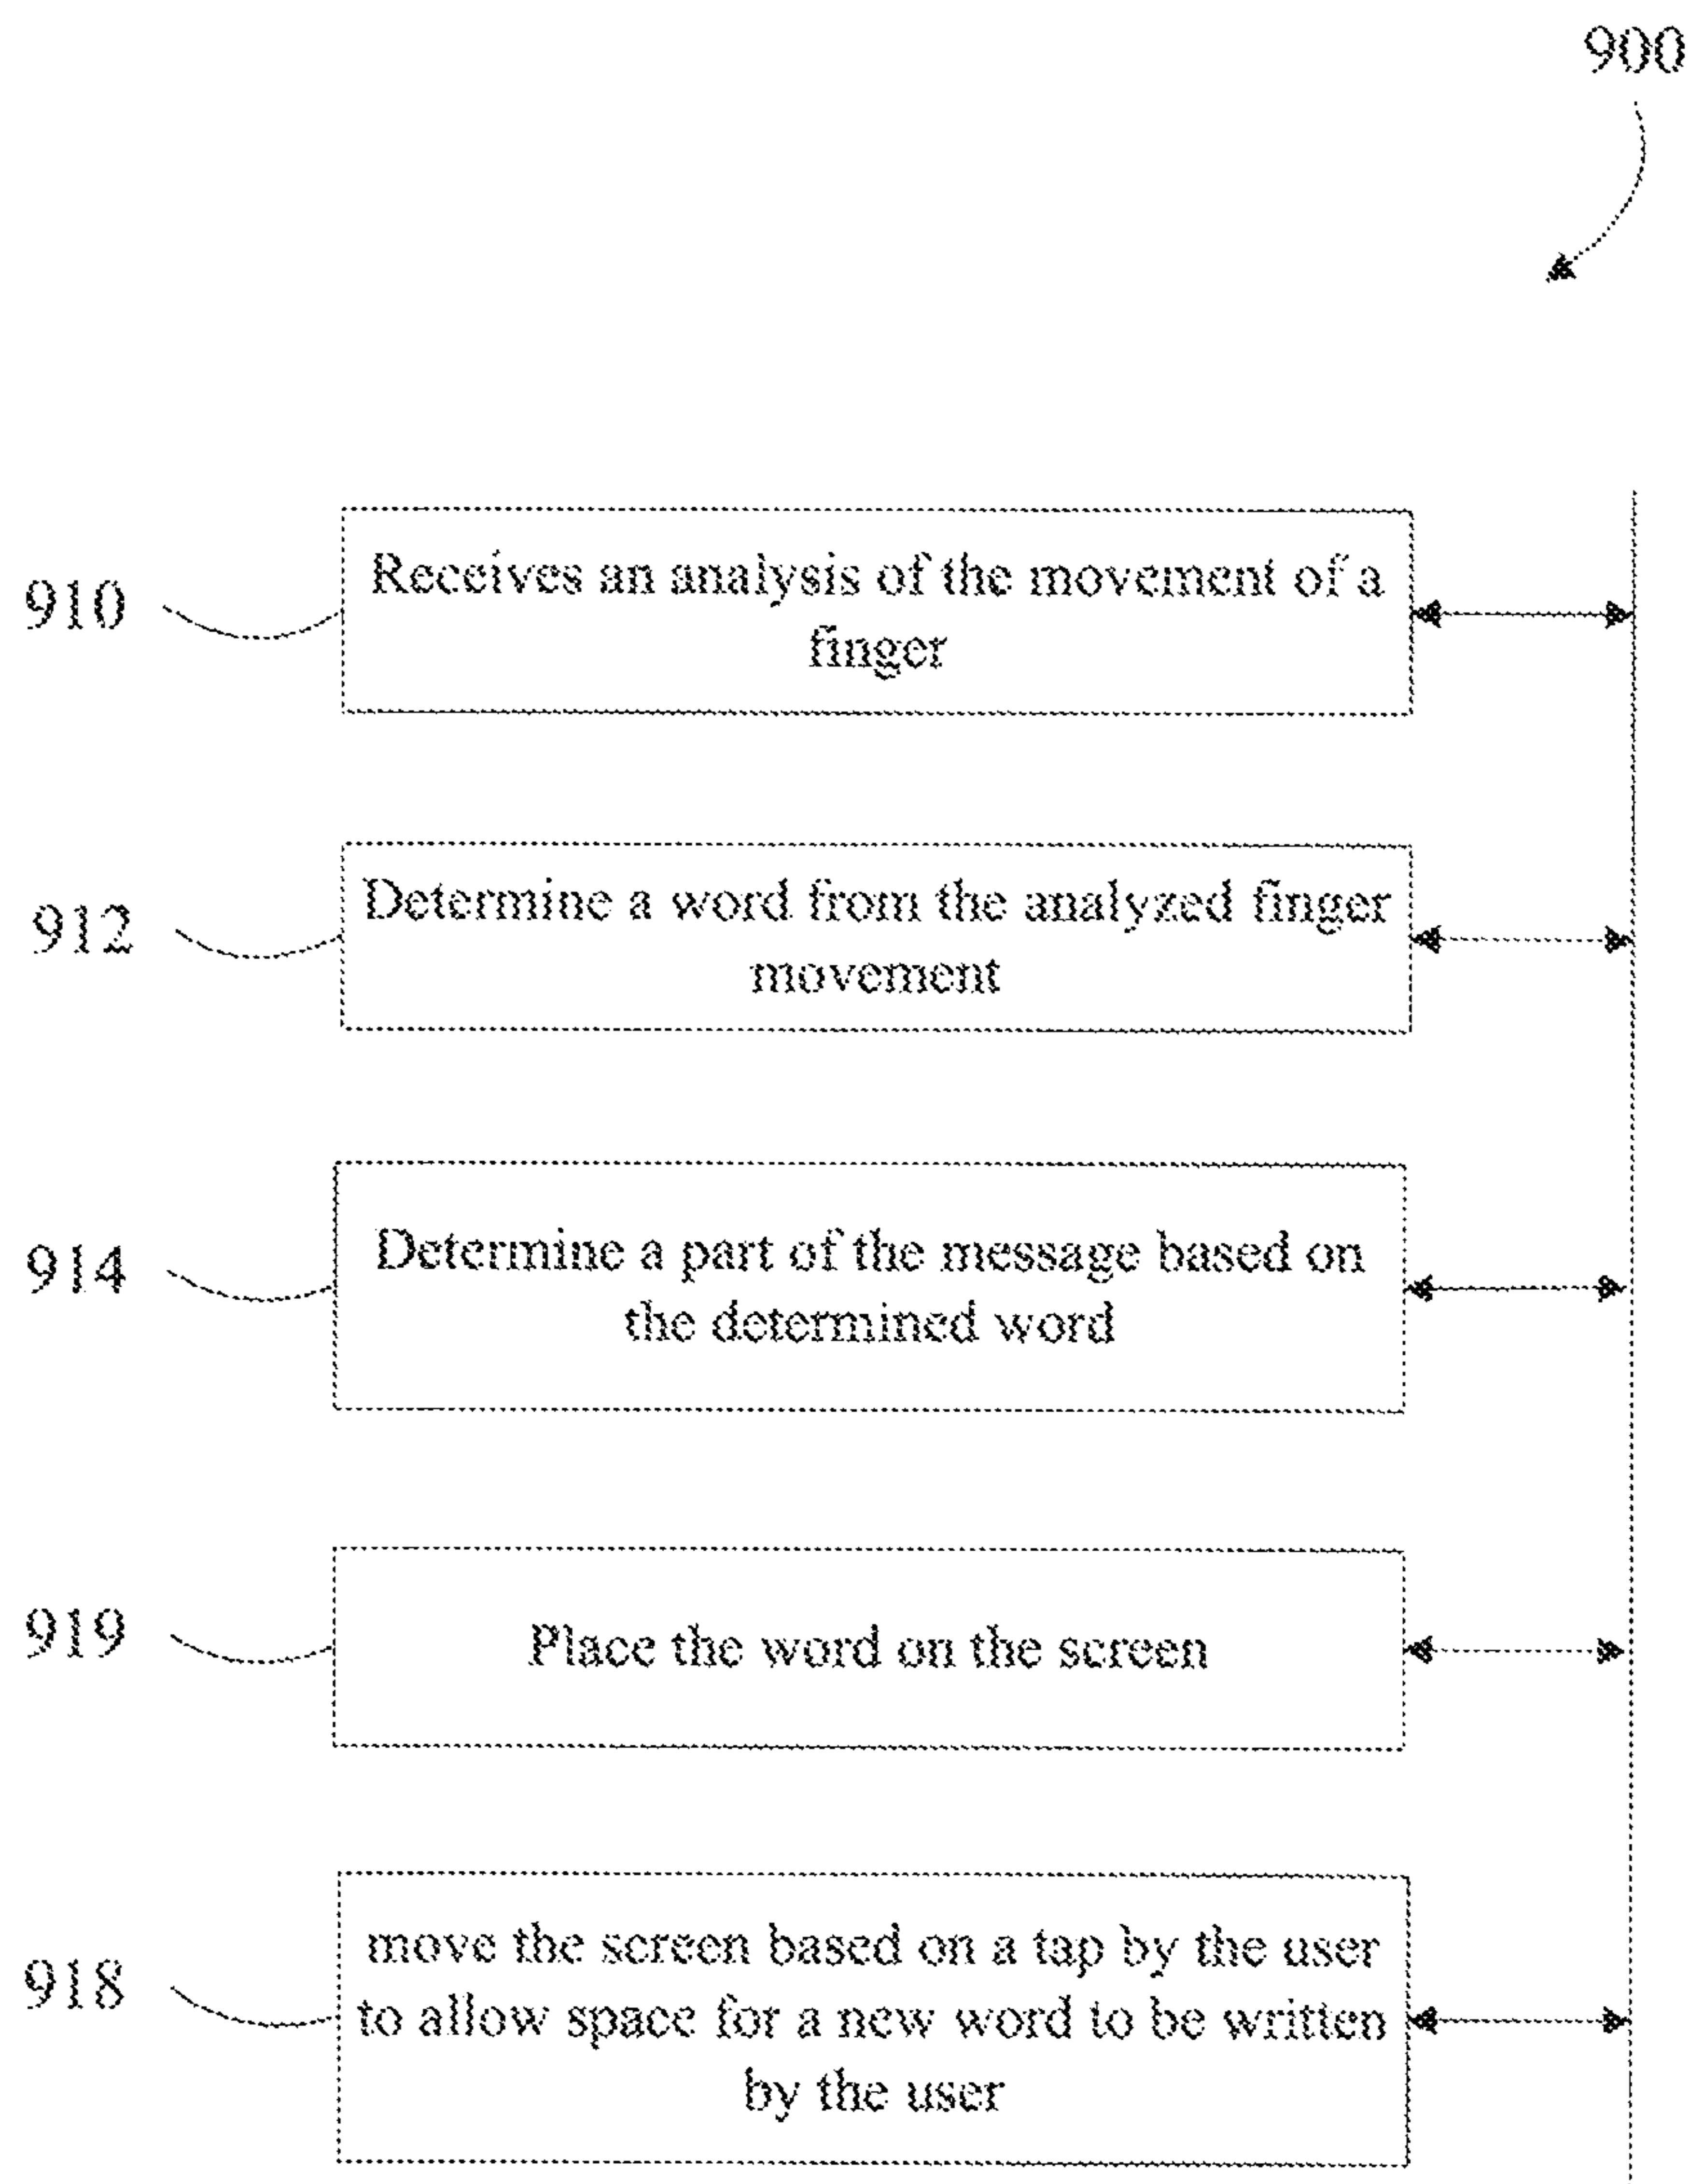 900
910
Receives an analysis of the movement of a
finger
912
Determine a word from the analyzed finger
movement
914
Determine a part of the message based on
the determined word
919
Place the word on the screen
918
move the screen based on a tap by the user
to allow space for a new word to be written
by the user